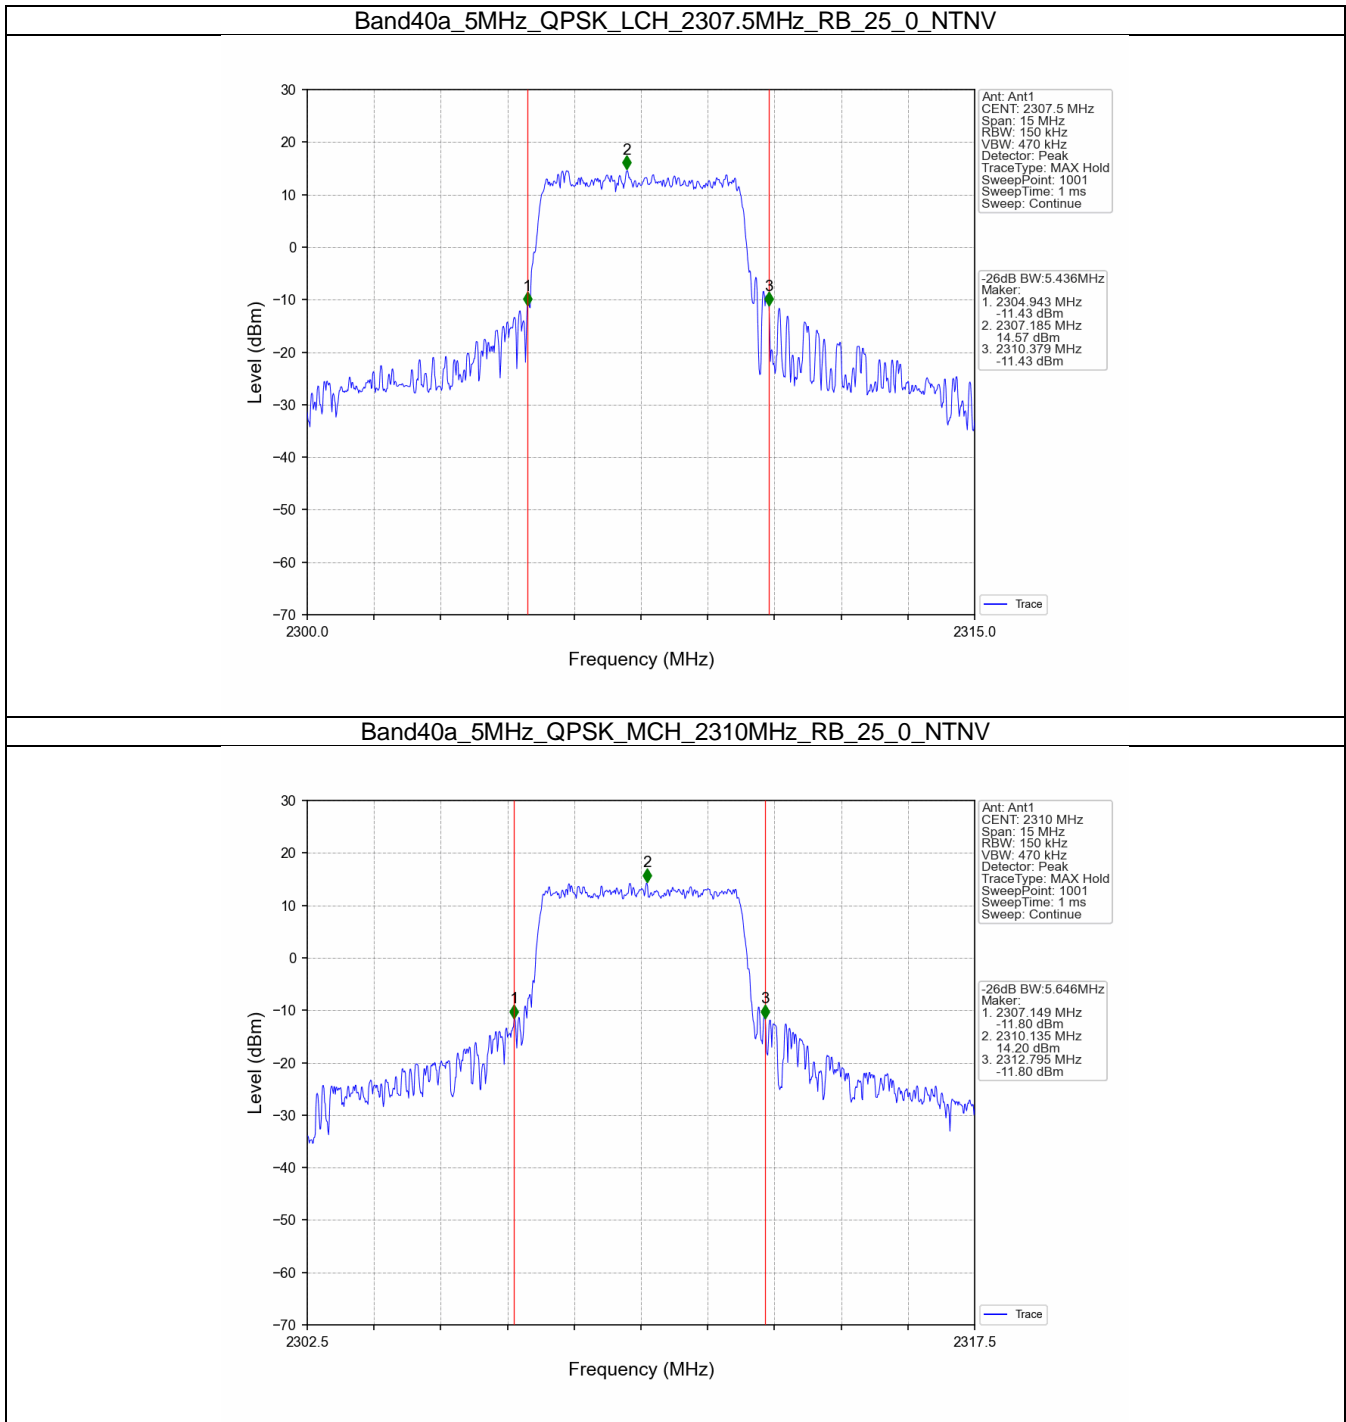 Band40a_5MHz_QPSK_LCH_2307.5MHz_RB_25_0_NTNV
30
20
10
0
−10
−20
−30
−40
−50
−60
−70
Level (dBm)
2300.0
2315.0
Frequency (MHz)
1
2
3
Ant: Ant1
CENT: 2307.5 MHz
Span: 15 MHz
RBW: 150 kHz
VBW: 470 kHz
Detector: Peak
TraceType: MAX Hold
SweepPoint: 1001
SweepTime: 1 ms
Sweep: Continue
-26dB BW:5.436MHz
Maker:
1. 2304.943 MHz
-11.43 dBm
2. 2307.185 MHz
14.57 dBm
3. 2310.379 MHz
-11.43 dBm
Trace
Band40a_5MHz_QPSK_MCH_2310MHz_RB_25_0_NTNV
30
20
10
0
−10
−20
−30
−40
−50
−60
−70
Level (dBm)
2302.5
2317.5
Frequency (MHz)
1
2
3
Ant: Ant1
CENT: 2310 MHz
Span: 15 MHz
RBW: 150 kHz
VBW: 470 kHz
Detector: Peak
TraceType: MAX Hold
SweepPoint: 1001
SweepTime: 1 ms
Sweep: Continue
-26dB BW:5.646MHz
Maker:
1. 2307.149 MHz
-11.80 dBm
2. 2310.135 MHz
14.20 dBm
3. 2312.795 MHz
-11.80 dBm
Trace